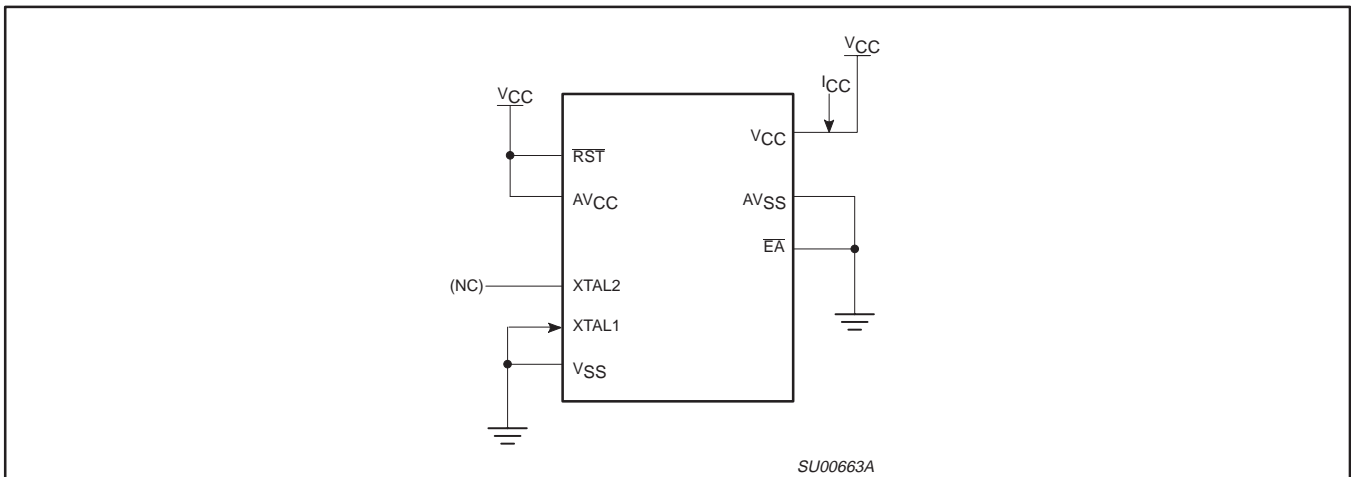 VCC
ICC
VCC
VCC
RST
AVCC
AVSS
EA
(NC)
XTAL2
XTAL1
VSS
SU00663A